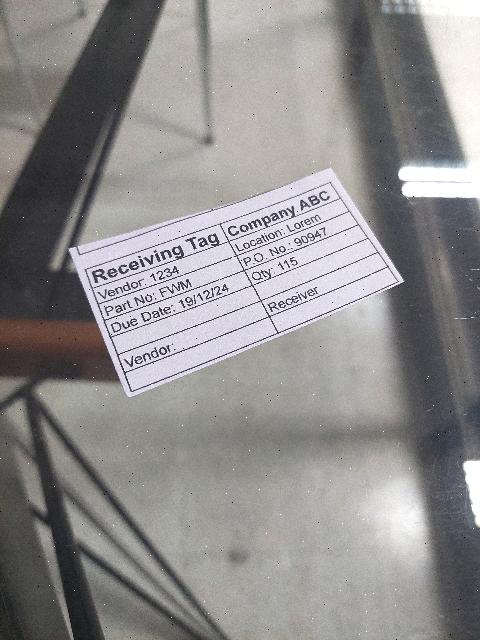 Receiving Tag Company ABC
Vendor: 1234 Location: Lorem
Part No: FWM P.O. No.: 90947
Due Date: 19/12/24 Qty: 115
Vendor: Receiver